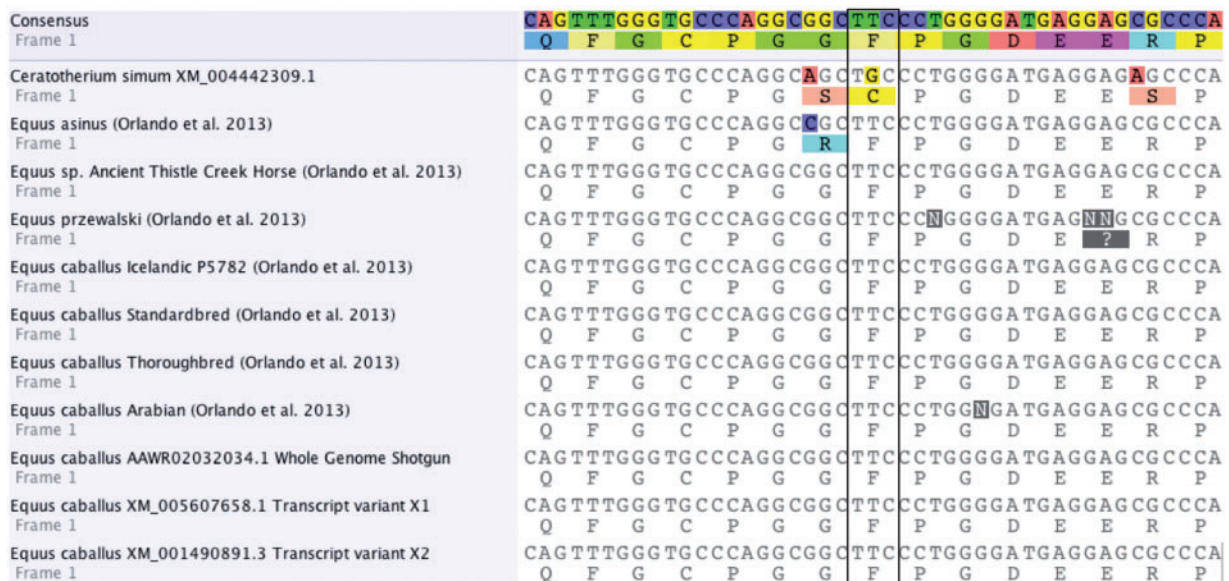 Consensus CAGTTTGGGTGCCCAGGCGGCTTCCCTGGGGATGAGGAGCGCCCA
Frame 1 Q F G C P G G F P G D E E R P
Ceratotherium simum XM_004442309.1 CAGTTTGGGTGCCCAGGCAGCTGCCCTGGGGATGAGGAGAGCCCA
Frame 1 Q F G C P G S C P G D E E S P
Equus asinus (Orlando et al. 2013) CAGTTTGGGTGCCCAGGCCGCTTCCCTGGGGATGAGGAGCGCCCA
Frame 1 Q F G C P G R F P G D E E R P
Equus sp. Ancient Thistle Creek Horse (Orlando et al. 2013) CAGTTTGGGTGCCCAGGCGGCTTCCCTGGGGATGAGGAGCGCCCA
Frame 1 Q F G C P G G F P G D E E R P
Equus przewalski (Orlando et al. 2013) CAGTTTGGGTGCCCAGGCGGCTTCCCNGGGGATGAGNNGCGCCCA
Frame 1 Q F G C P G G F P G D E ? R P
Equus caballus Icelandic P5782 (Orlando et al. 2013) CAGTTTGGGTGCCCAGGCGGCTTCCCTGGGGATGAGGAGCGCCCA
Frame 1 Q F G C P G G F P G D E E R P
Equus caballus Standardbred (Orlando et al. 2013) CAGTTTGGGTGCCCAGGCGGCTTCCCTGGGGATGAGGAGCGCCCA
Frame 1 Q F G C P G G F P G D E E R P
Equus caballus Thoroughbred (Orlando et al. 2013) CAGTTTGGGTGCCCAGGCGGCTTCCCTGGGGATGAGGAGCGCCCA
Frame 1 Q F G C P G G F P G D E E R P
Equus caballus Arabian (Orlando et al. 2013) CAGTTTGGGTGCCCAGGCGGCTTCCCTGGNGATGAGGAGCGCCCA
Frame 1 Q F G C P G G F P G D E E R P
Equus caballus AAWR02032034.1 Whole Genome Shotgun CAGTTTGGGTGCCCAGGCGGCTTCCCTGGGGATGAGGAGCGCCCA
Frame 1 Q F G C P G G F P G D E E R P
Equus caballus XM_005607658.1 Transcript variant X1 CAGTTTGGGTGCCCAGGCGGCTTCCCTGGGGATGAGGAGCGCCCA
Frame 1 Q F G C P G G F P G D E E R P
Equus caballus XM_001490891.3 Transcript variant X2 CAGTTTGGGTGCCCAGGCGGCTTCCCTGGGGATGAGGAGCGCCCA
Frame 1 Q F G C P G G F P G D E E R P